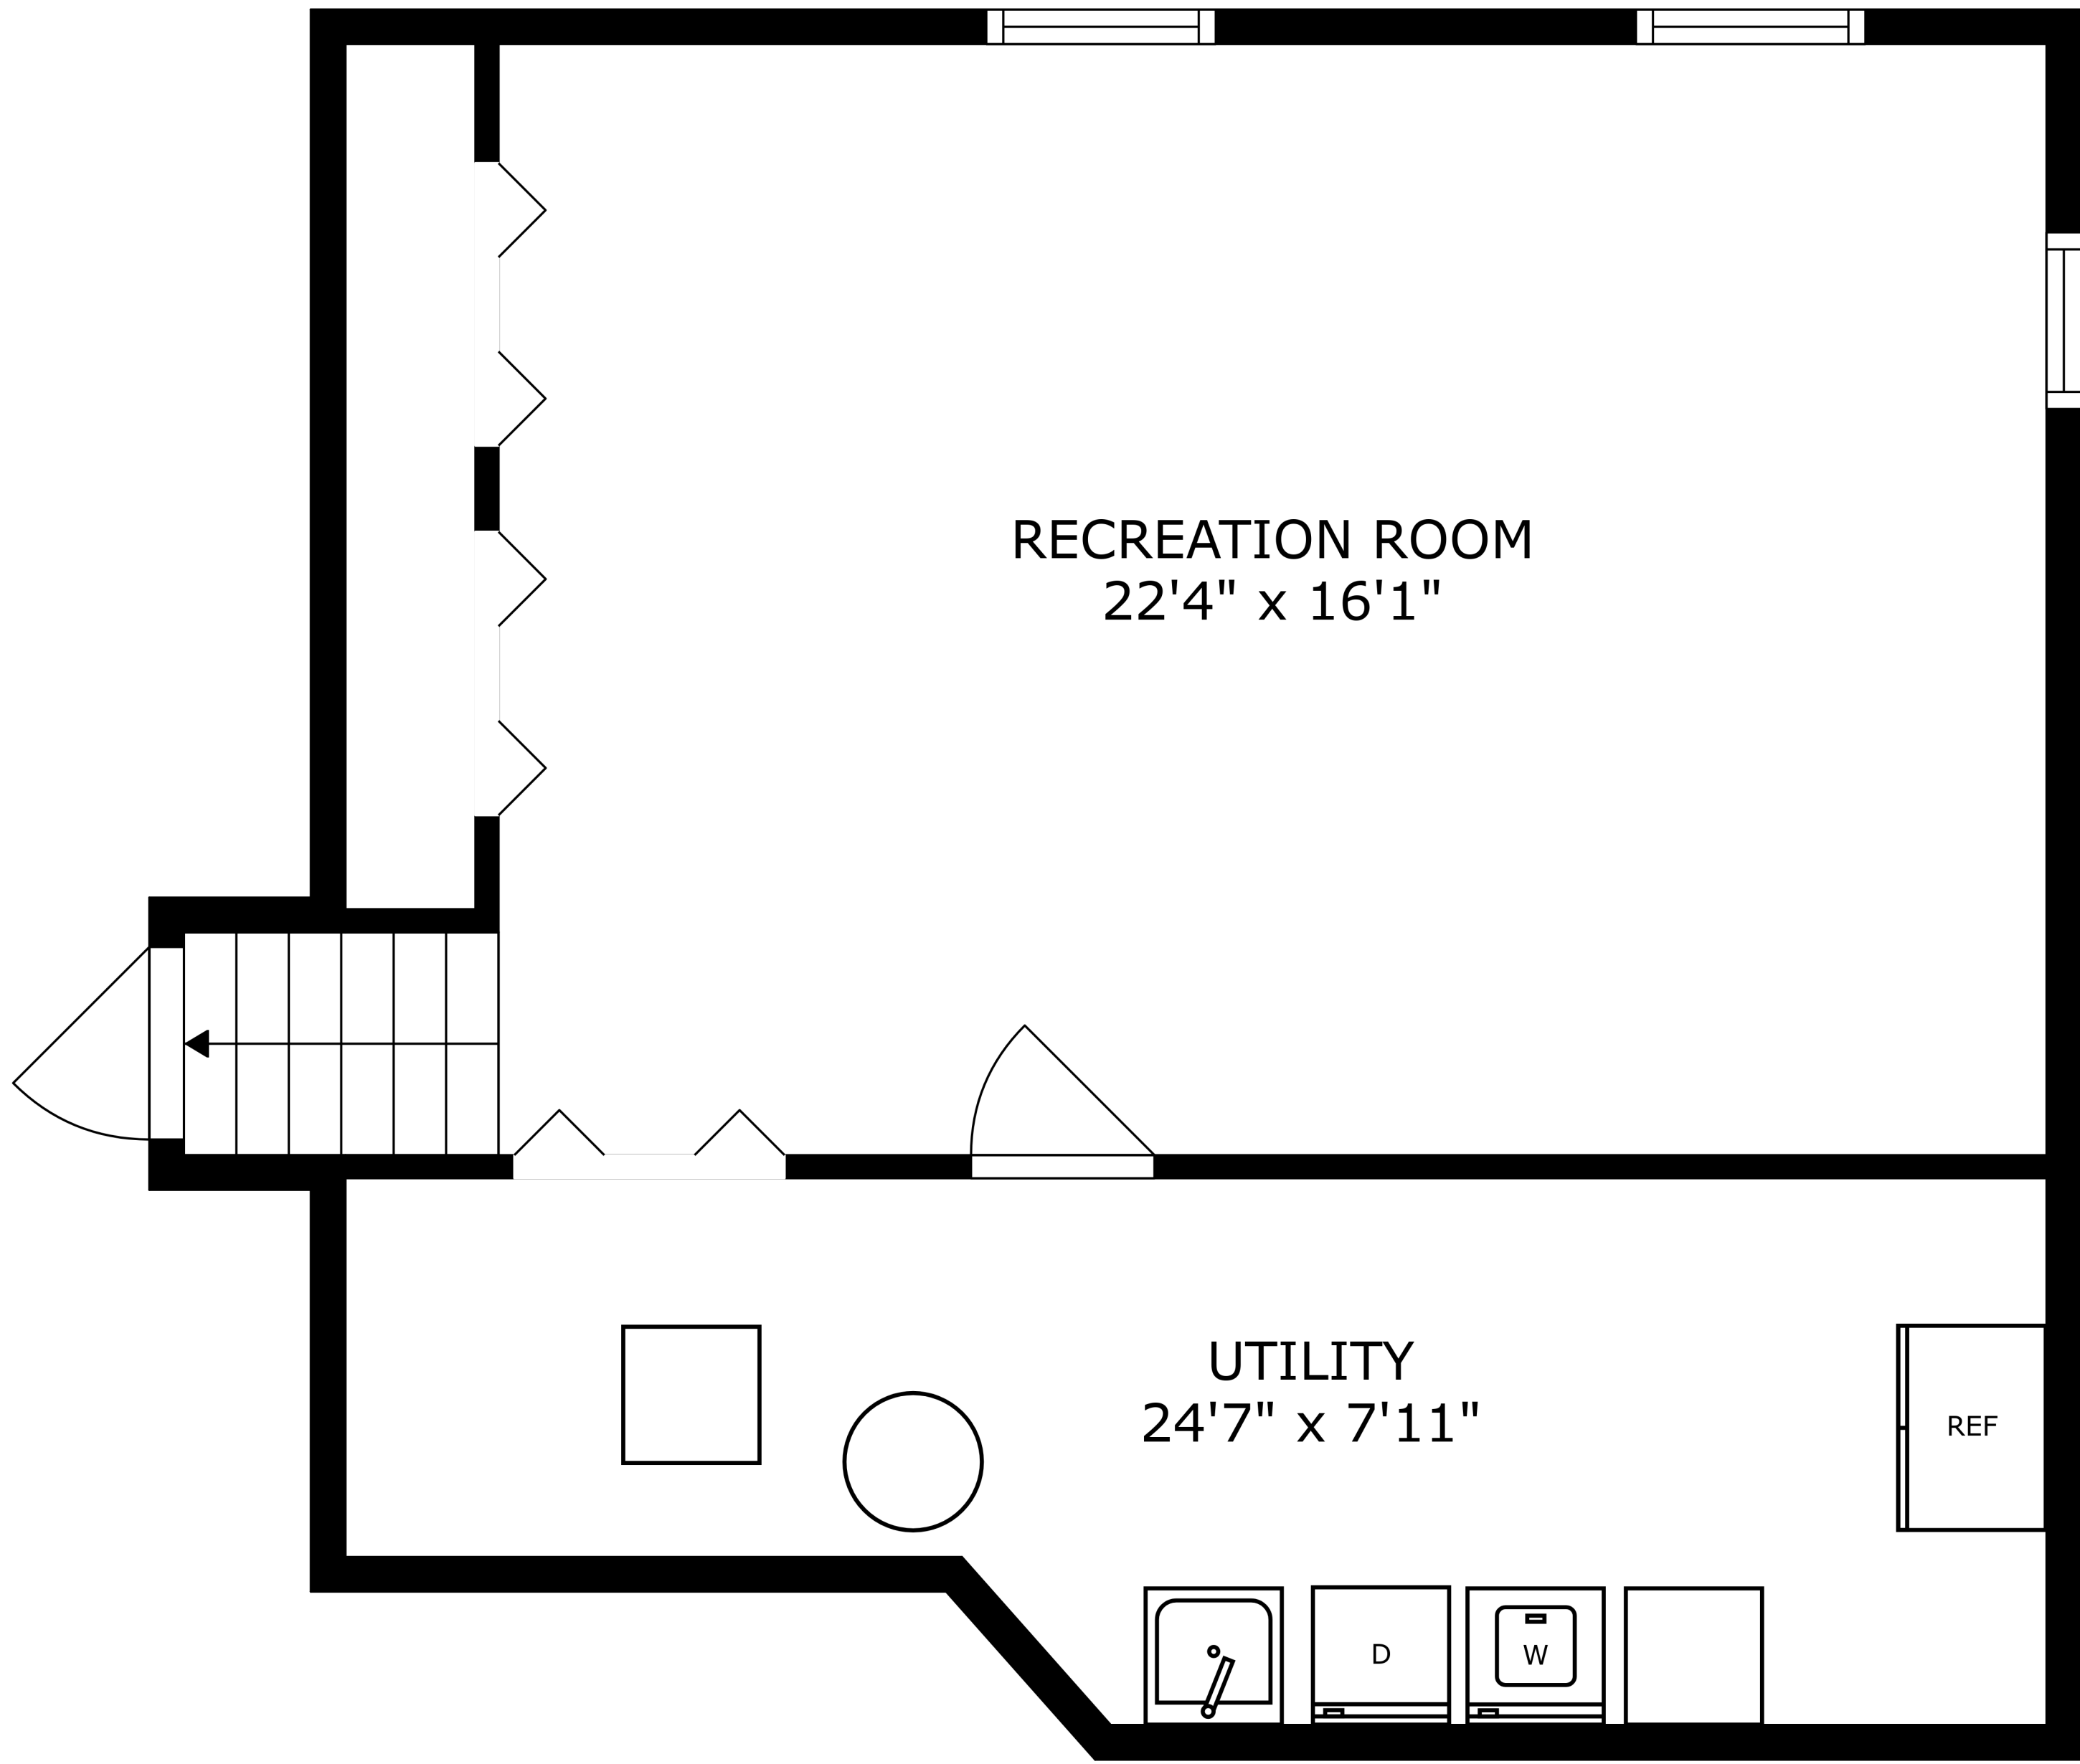 RECREATION ROOM
22'4" x 16'1"
UTILITY
24'7" x 7'11"
REF
D
W